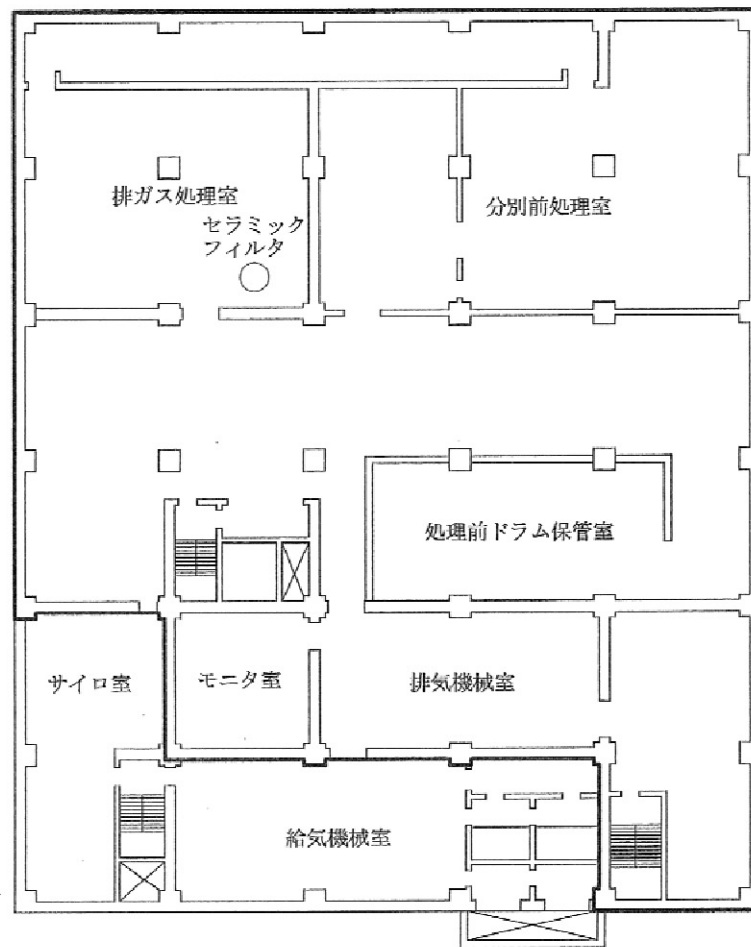 排ガス処理室
セラミック
フィルタ
分別前処理室
処理前ドラム保管室
サイロ室
モニタ室
排気機械室
給気機械室